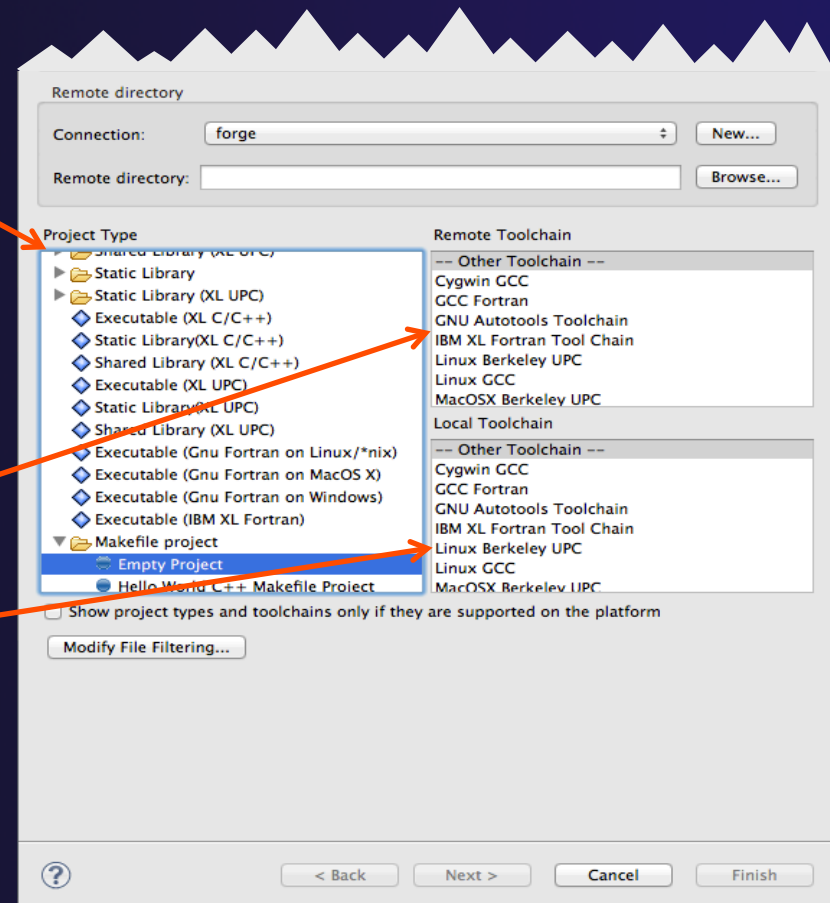 Remote directory
Connection:
forge
New...
Remote directory:
Browse...
Project Type
Shared Library (XL UPC)
Static Library
Static Library (XL UPC)
Executable (XL C/C++)
Static Library(XL C/C++)
Shared Library (XL C/C++)
Executable (XL UPC)
Static Library(XL UPC)
Shared Library (XL UPC)
Executable (Gnu Fortran on Linux/*nix)
Executable (Gnu Fortran on MacOS X)
Executable (Gnu Fortran on Windows)
Executable (IBM XL Fortran)
Makefile project
Empty Project
Hello World C++ Makefile Project
Remote Toolchain
-- Other Toolchain --
Cygwin GCC
GCC Fortran
GNU Autotools Toolchain
IBM XL Fortran Tool Chain
Linux Berkeley UPC
Linux GCC
MacOSX Berkeley UPC
Local Toolchain
-- Other Toolchain --
Cygwin GCC
GCC Fortran
GNU Autotools Toolchain
IBM XL Fortran Tool Chain
Linux Berkeley UPC
Linux GCC
MacOSX Berkeley UPC
Show project types and toolchains only if they are supported on the platform
Modify File Filtering...
?
< Back
Next >
Cancel
Finish